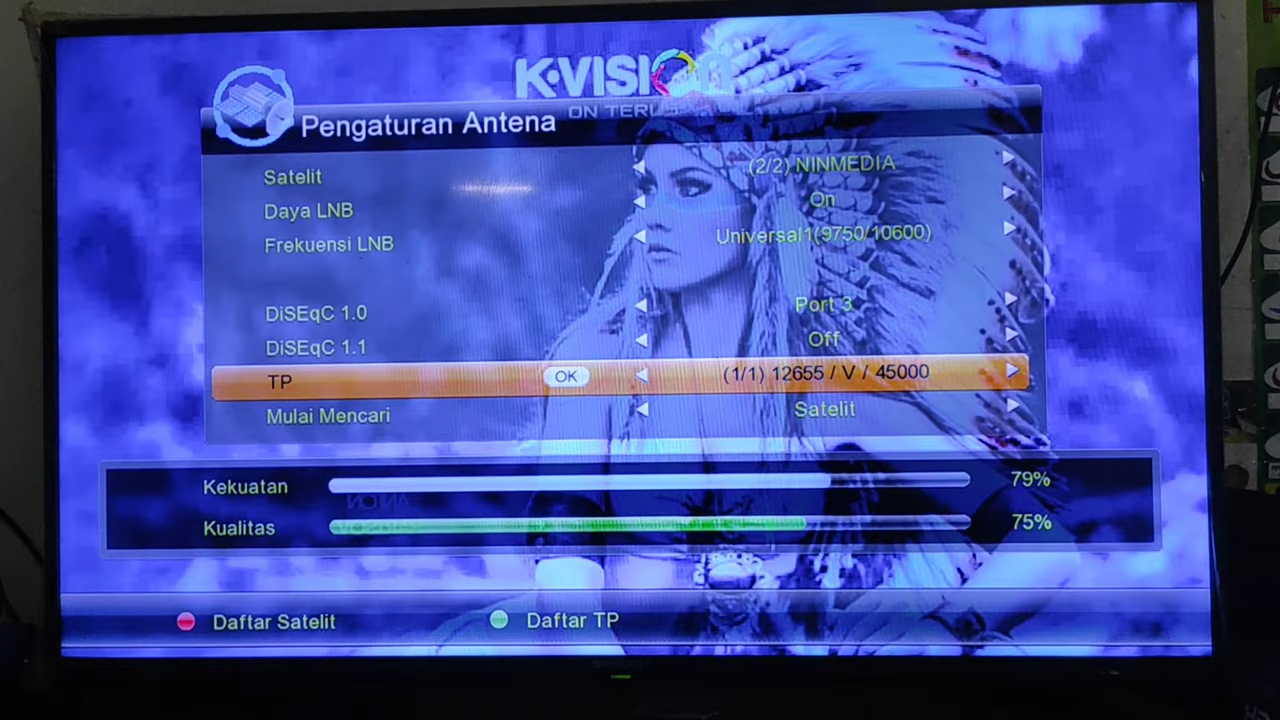 K-VISION
ON TERU
Pengaturan Antena
Satelit (2/2) NINMEDIA
Daya LNB On
Frekuensi LNB Universal1(9750/10600)
DiSEqC 1.0 Port 3
DiSEqC 1.1 Off
TP OK (1/1) 12655 / V / 45000
Mulai Mencari Satelit
Kekuatan 79%
Kualitas 75%
Daftar Satelit Daftar TP